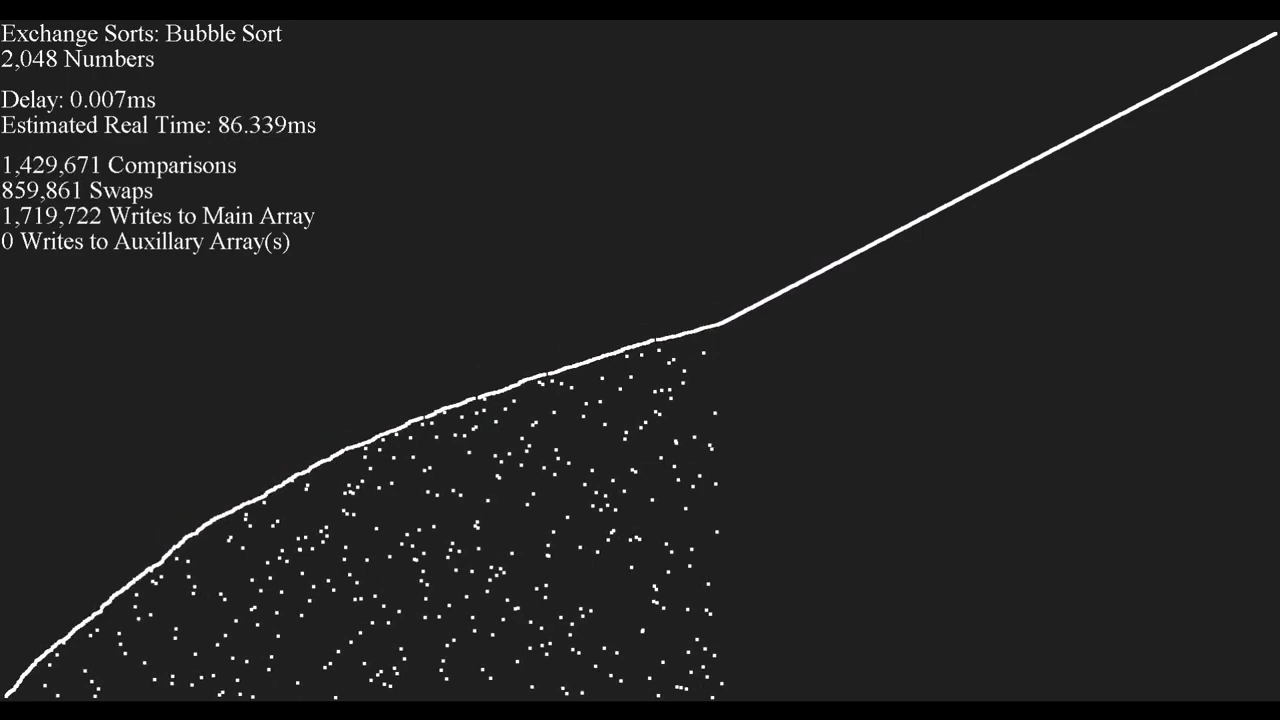 Exchange Sorts: Bubble Sort
2,048 Numbers
Delay: 0.007ms
Estimated Real Time: 86.339ms
1,429,671 Comparisons
859,861 Swaps
1,719,722 Writes to Main Array
0 Writes to Auxillary Array(s)